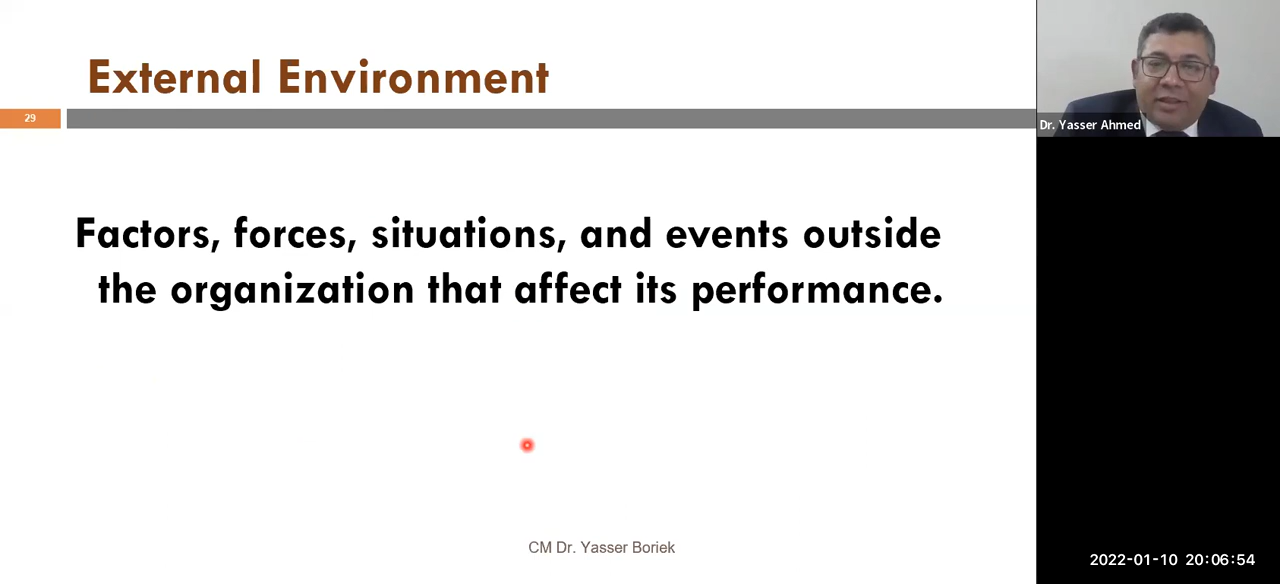 External Environment
29
Factors, forces, situations, and events outside
the organization that affect its performance.
CM Dr. Yasser Boriek
Dr. Yasser Ahmed
2022-01-10 20:06:54